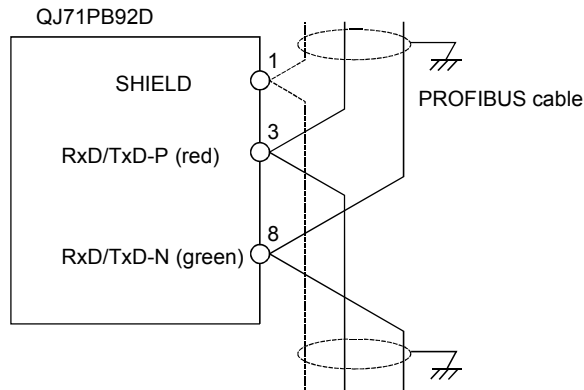 QJ71PB92D
1
SHIELD
PROFIBUS cable
3
RxD/TxD-P (red)
8
RxD/TxD-N (green)